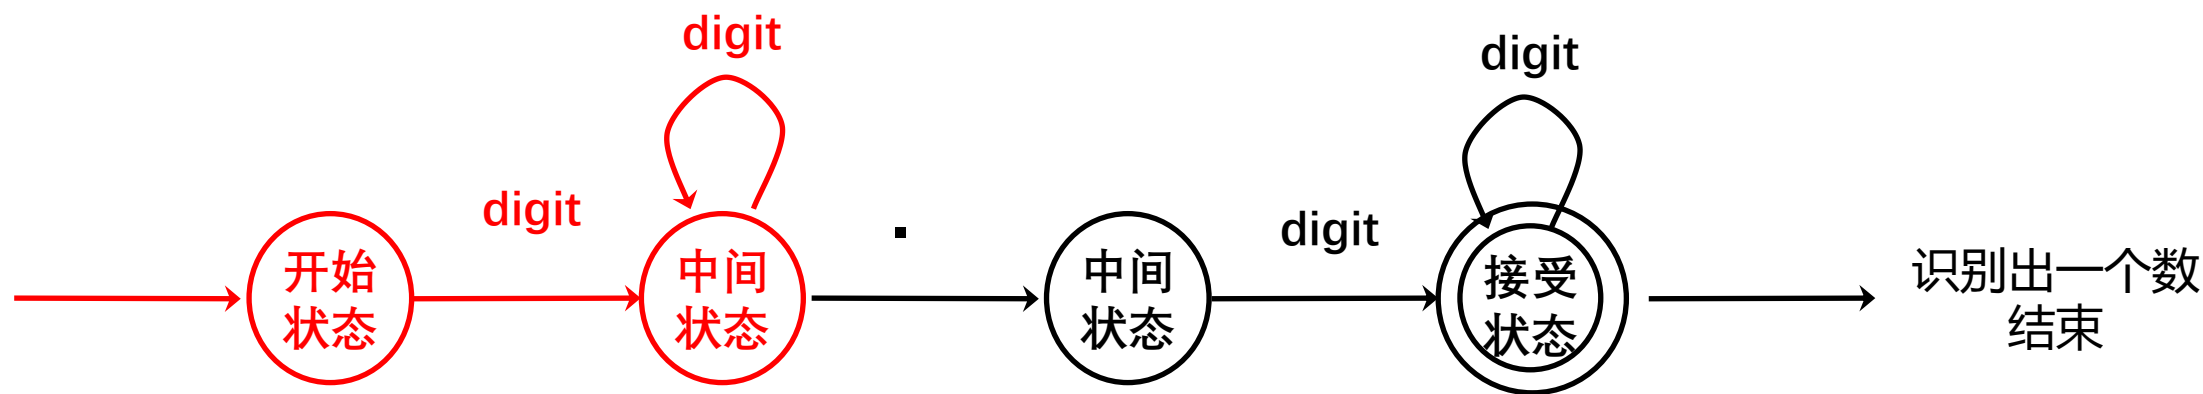 digit
digit
digit
.
digit
开始
状态
中间
状态
中间
状态
接受
状态
识别出一个数
结束